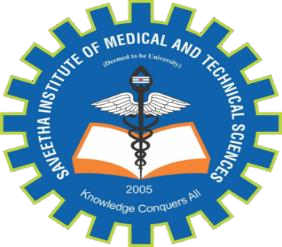 SAVEETHA INSTITUTE OF MEDICAL AND TECHNICAL SCIENCES
(Deemed to be University)
2005
Knowledge Conquers All